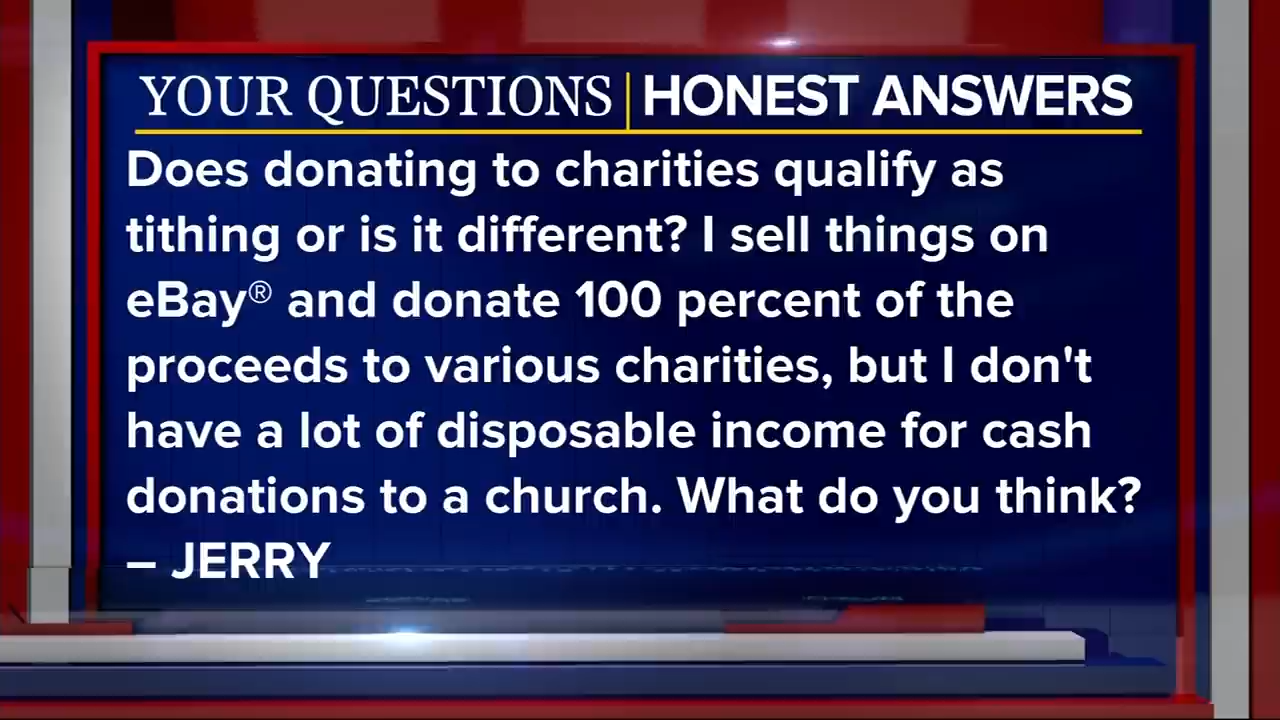 YOUR QUESTIONS | HONEST ANSWERS
Does donating to charities qualify as
tithing or is it different? I sell things on
eBay® and donate 100 percent of the
proceeds to various charities, but I don't
have a lot of disposable income for cash
donations to a church. What do you think?
– JERRY